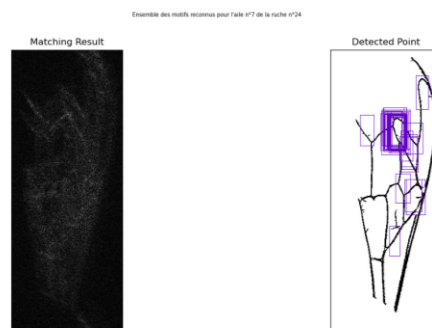 Ensemble des motifs reconnus pour l'aile n°7 de la ruche n°24
Matching Result
Detected Point